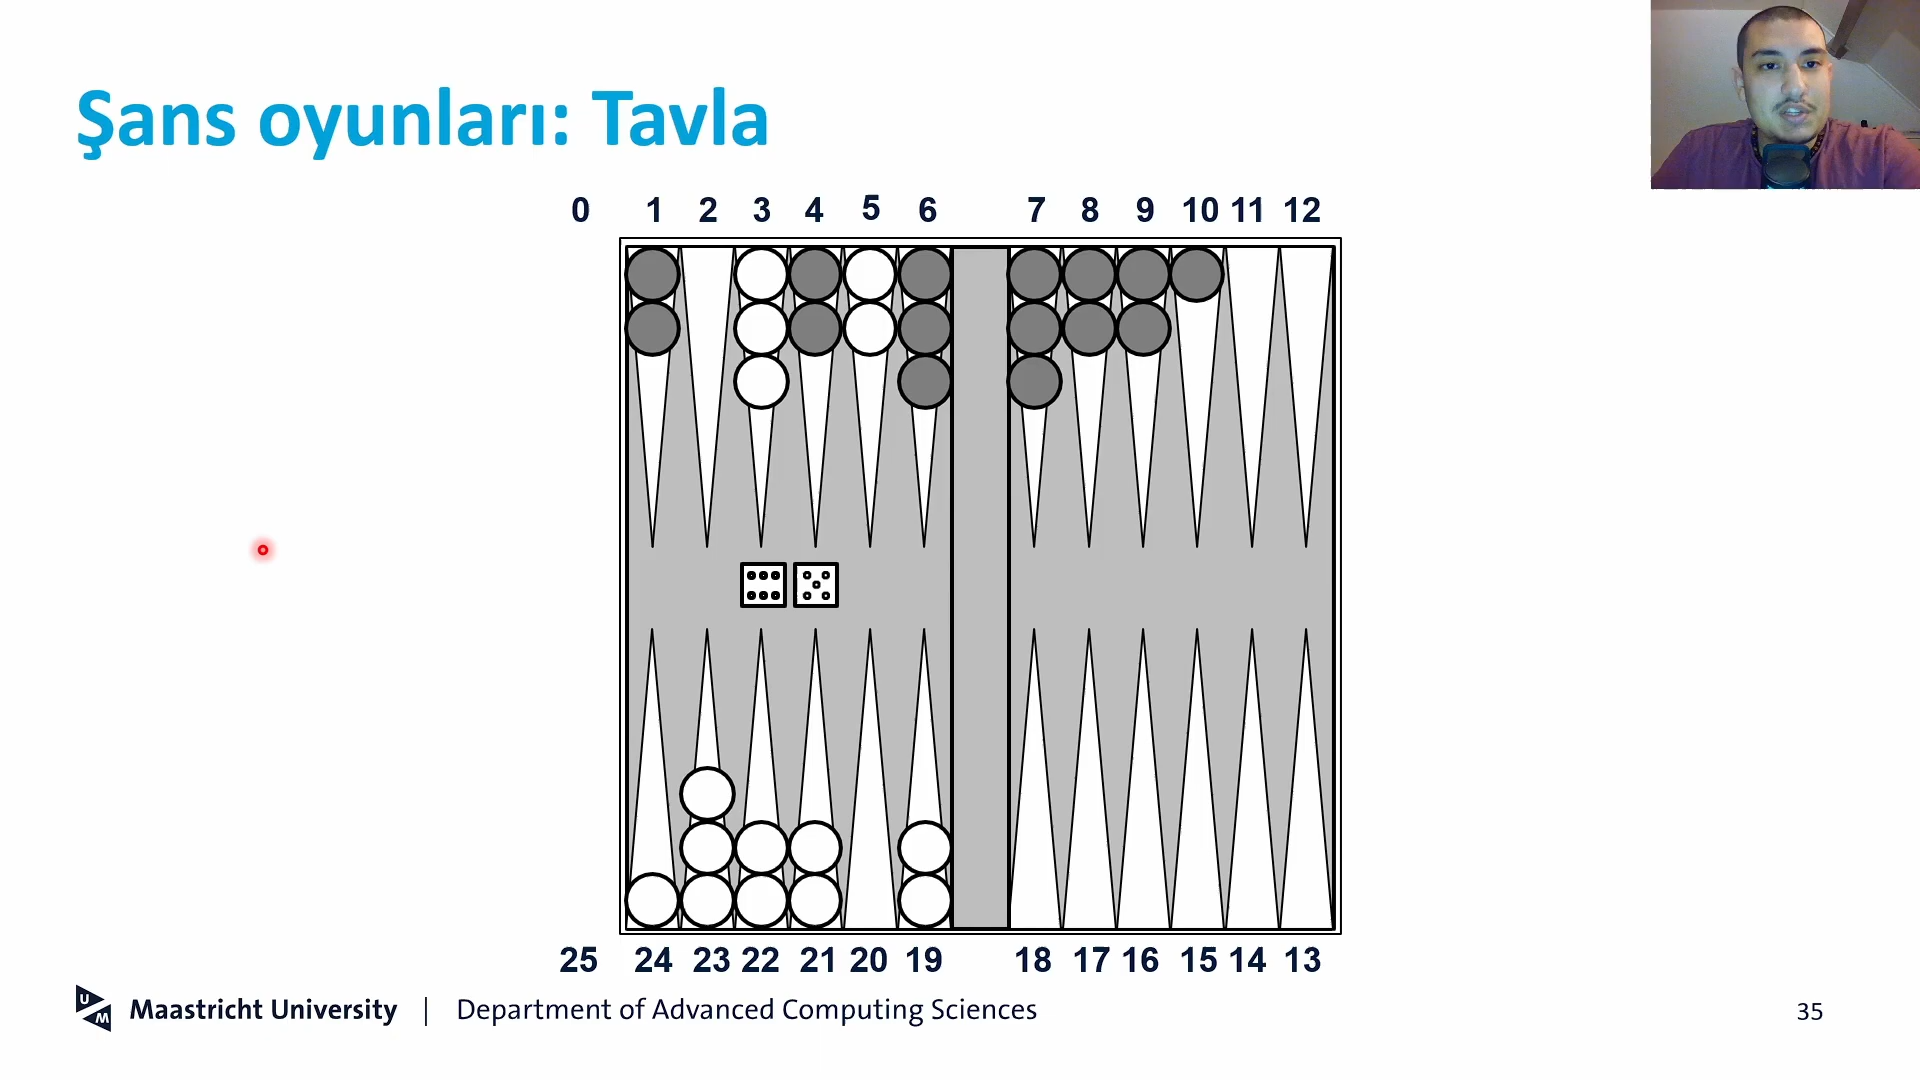 Şans oyunları: Tavla
0 1 2 3 4 5 6 7 8 9 10 11 12
25 24 23 22 21 20 19 18 17 16 15 14 13
UM Maastricht University | Department of Advanced Computing Sciences
35